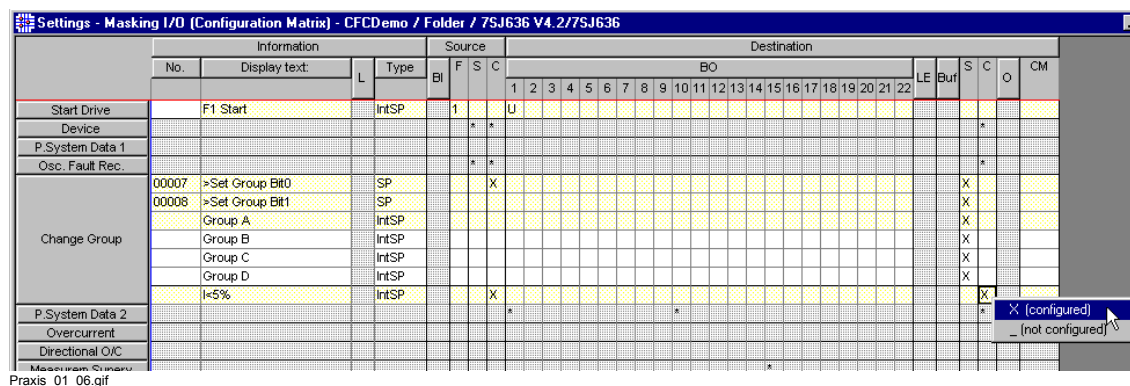 Settings - Masking I/O (Configuration Matrix) - CFCDemo / Folder / 7SJ636 V4.2/7SJ636
Information Source Destination
No. Display text: L Type BI F S C BO LE Buf S C O CM
1 2 3 4 5 6 7 8 9 10 11 12 13 14 15 16 17 18 19 20 21 22
Start Drive F1 Start IntSP 1 U
Device * * *
P.System Data 1
Osc. Fault Rec. * * *
00007 >Set Group Bit0 SP X X
00008 >Set Group Bit1 SP X
Group A IntSP X
Change Group Group B IntSP X
Group C IntSP X
Group D IntSP X
I<5% IntSP X X
P.System Data 2 * * *
X (configured)
Overcurrent
_ (not configured)
Directional O/C
Measurem.Superv *
Praxis_01_06.gif